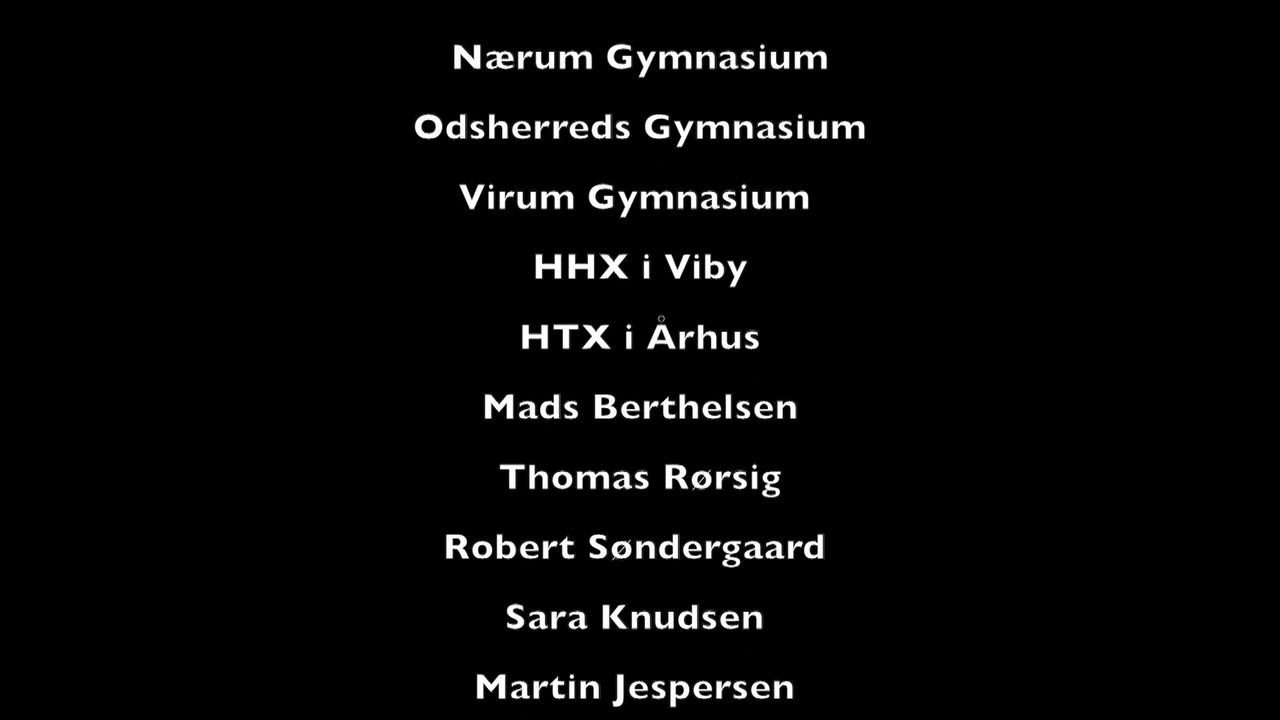 Nærum Gymnasium
Odsherreds Gymnasium
Virum Gymnasium
HHX i Viby
HTX i Århus
Mads Berthelsen
Thomas Rørsig
Robert Søndergaard
Sara Knudsen
Martin Jespersen